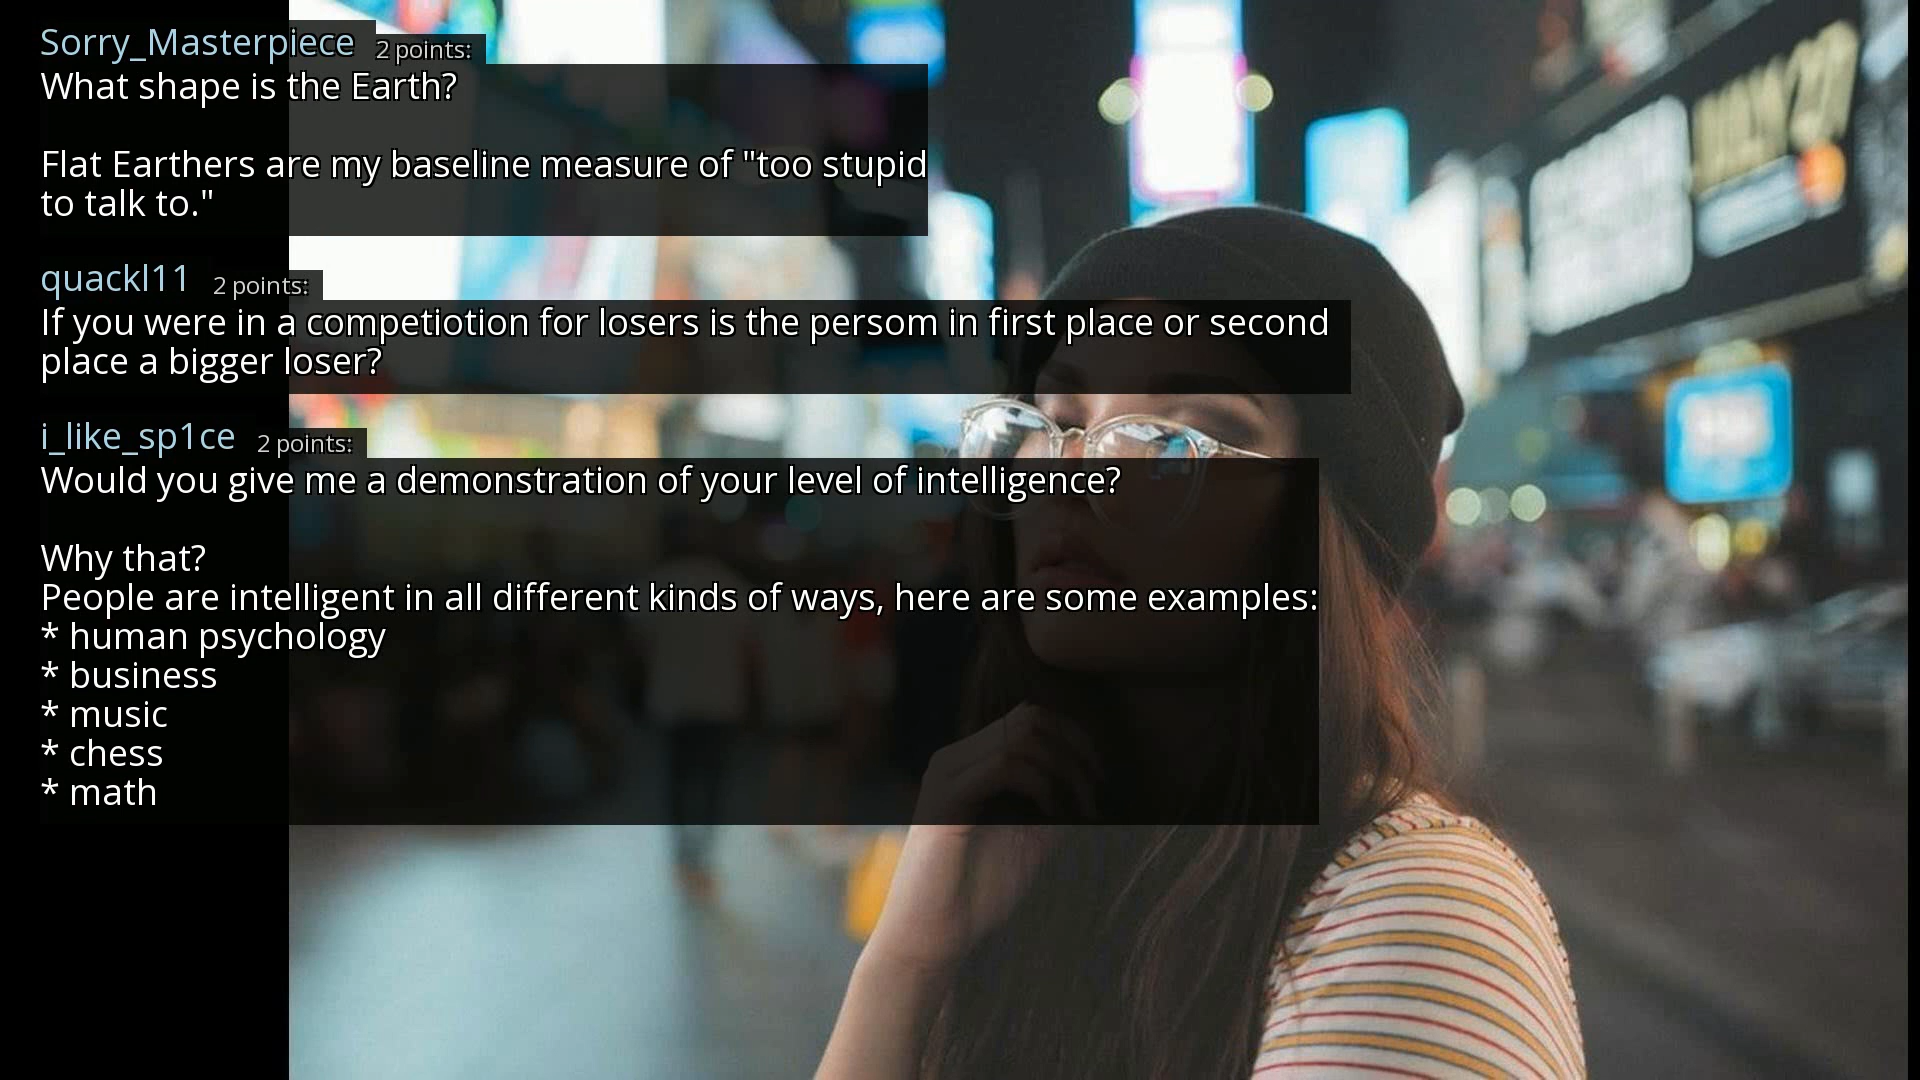 Sorry_Masterpiece 2 points:
What shape is the Earth?
Flat Earthers are my baseline measure of "too stupid
to talk to."
quackl11 2 points:
If you were in a competiotion for losers is the persom in first place or second
place a bigger loser?
i_like_sp1ce 2 points:
Would you give me a demonstration of your level of intelligence?
Why that?
People are intelligent in all different kinds of ways, here are some examples:
* human psychology
* business
* music
* chess
* math